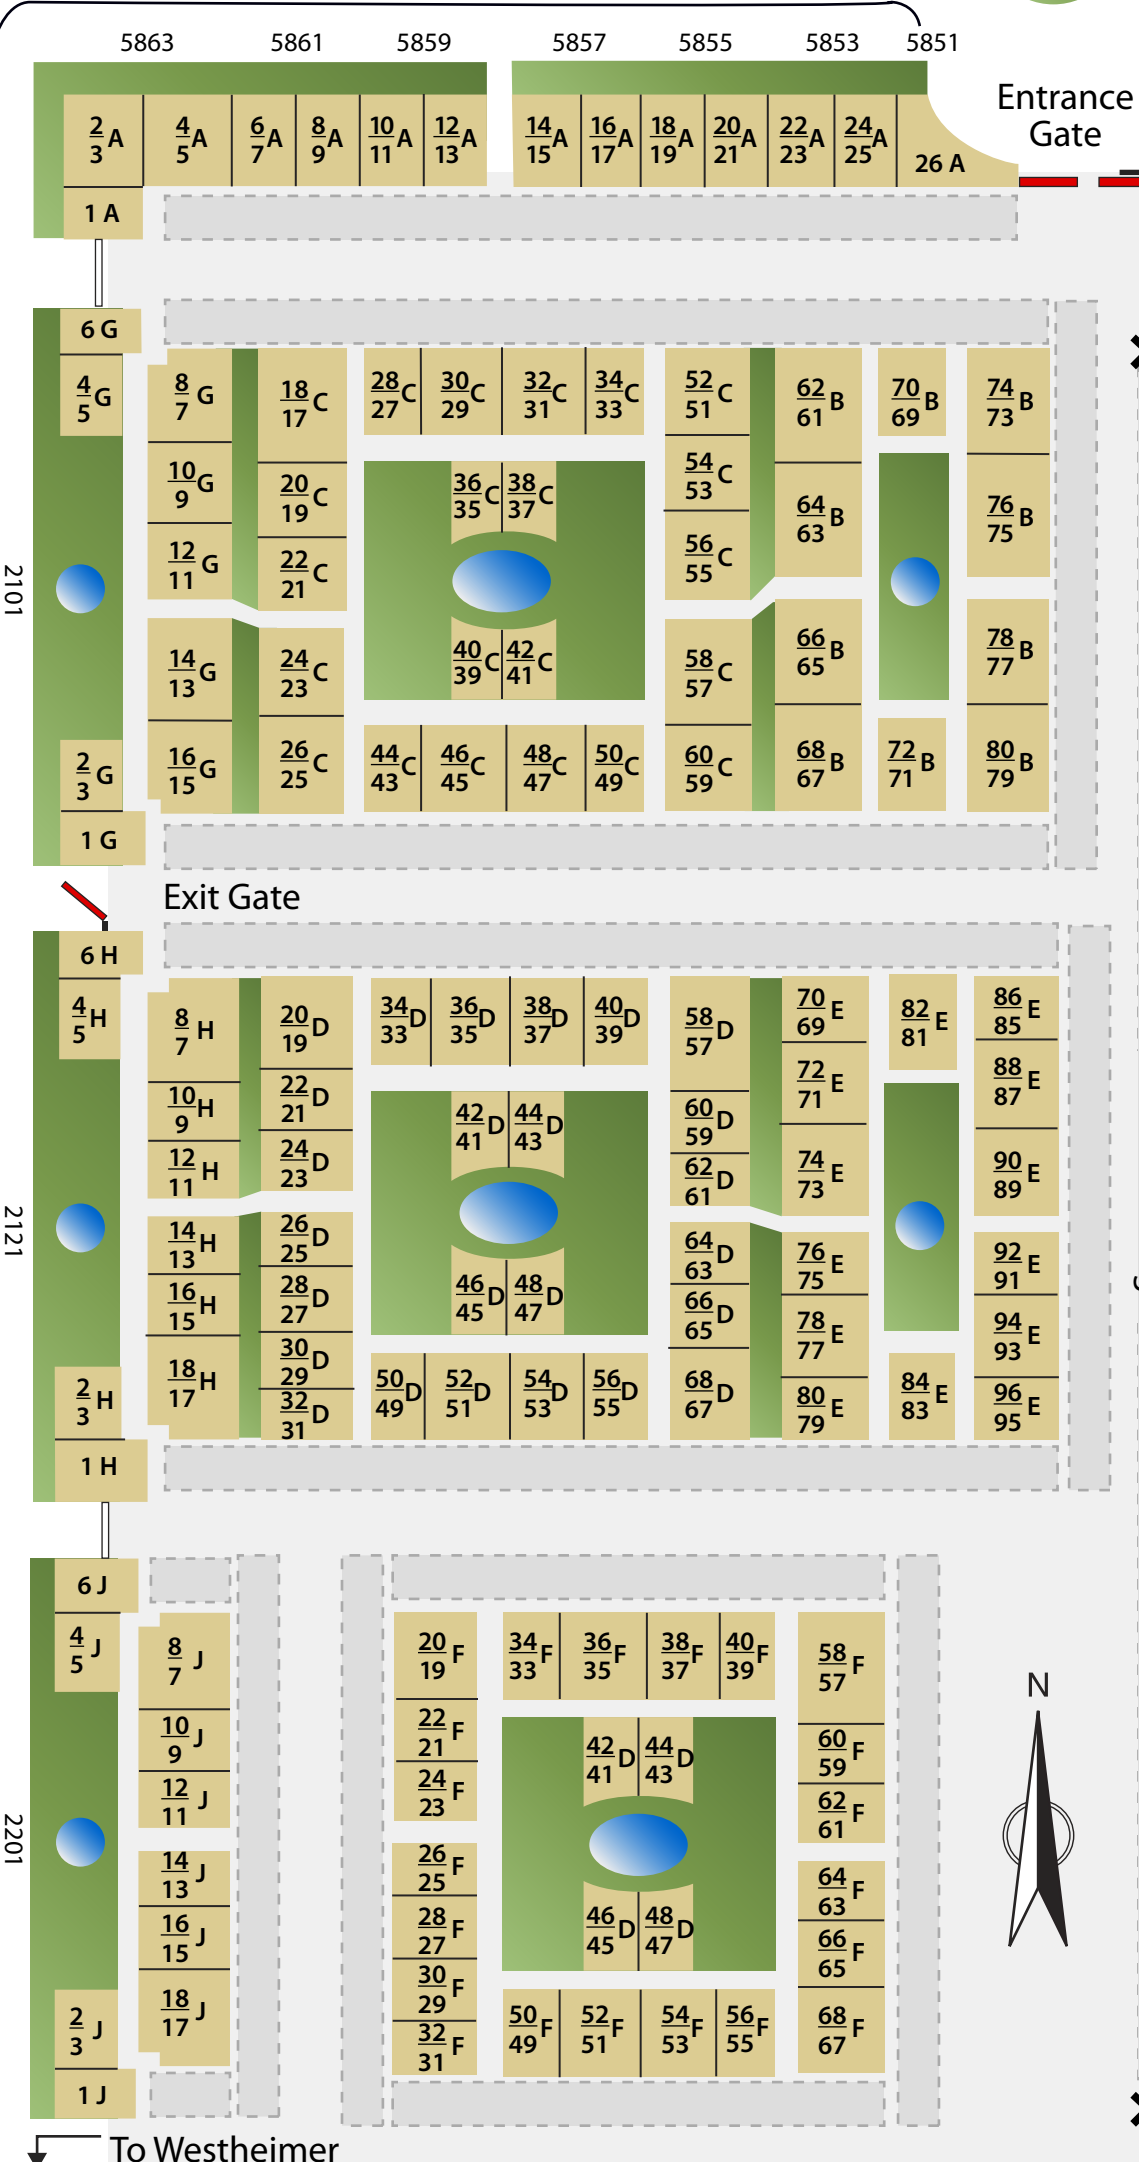 5863 5861 5859 5857 5855 5853 5851
Entrance
Gate
2/3 A 4/5 A 6/7 A 8/9 A 10/11 A 12/13 A 14/15 A 16/17 A 18/19 A 20/21 A 22/23 A 24/25 A 26 A
1 A
6 G
4/5 G
8/7 G 18/17 C 28/27 C 30/29 C 32/31 C 34/33 C 52/51 C 62/61 B 70/69 B 74/73 B
10/9 G 20/19 C 36/35 C 38/37 C 54/53 C 64/63 B 76/75 B
12/11 G 22/21 C 56/55 C
2101
14/13 G 24/23 C 40/39 C 42/41 C 58/57 C 66/65 B 78/77 B
2/3 G 16/15 G 26/25 C 44/43 C 46/45 C 48/47 C 50/49 C 60/59 C 68/67 B 72/71 B 80/79 B
1 G
Exit Gate
6 H
4/5 H
8/7 H 20/19 D 34/33 D 36/35 D 38/37 D 40/39 D 58/57 D 70/69 E 82/81 E 86/85 E
10/9 H 22/21 D 42/41 D 44/43 D 60/59 D 72/71 E 88/87 E
12/11 H 24/23 D 62/61 D 74/73 E 90/89 E
2121
14/13 H 26/25 D 64/63 D 76/75 E 92/91 E
16/15 H 28/27 D 46/45 D 48/47 D 66/65 D 78/77 E 94/93 E
2/3 H 18/17 H 30/29 D 50/49 D 52/51 D 54/53 D 56/55 D 68/67 D 80/79 E 84/83 E 96/95 E
32/31 D
1 H
6 J
4/5 J
8/7 J 20/19 F 34/33 F 36/35 F 38/37 F 40/39 F 58/57 F
N
10/9 J 22/21 F 42/41 D 44/43 D 60/59 F
12/11 J 24/23 F 62/61 F
2201
14/13 J 26/25 F 64/63 F
16/15 J 28/27 F 46/45 D 48/47 D 66/65 F
2/3 J 18/17 J 30/29 F 50/49 F 52/51 F 54/53 F 56/55 F 68/67 F
32/31 F
1 J
To Westheimer